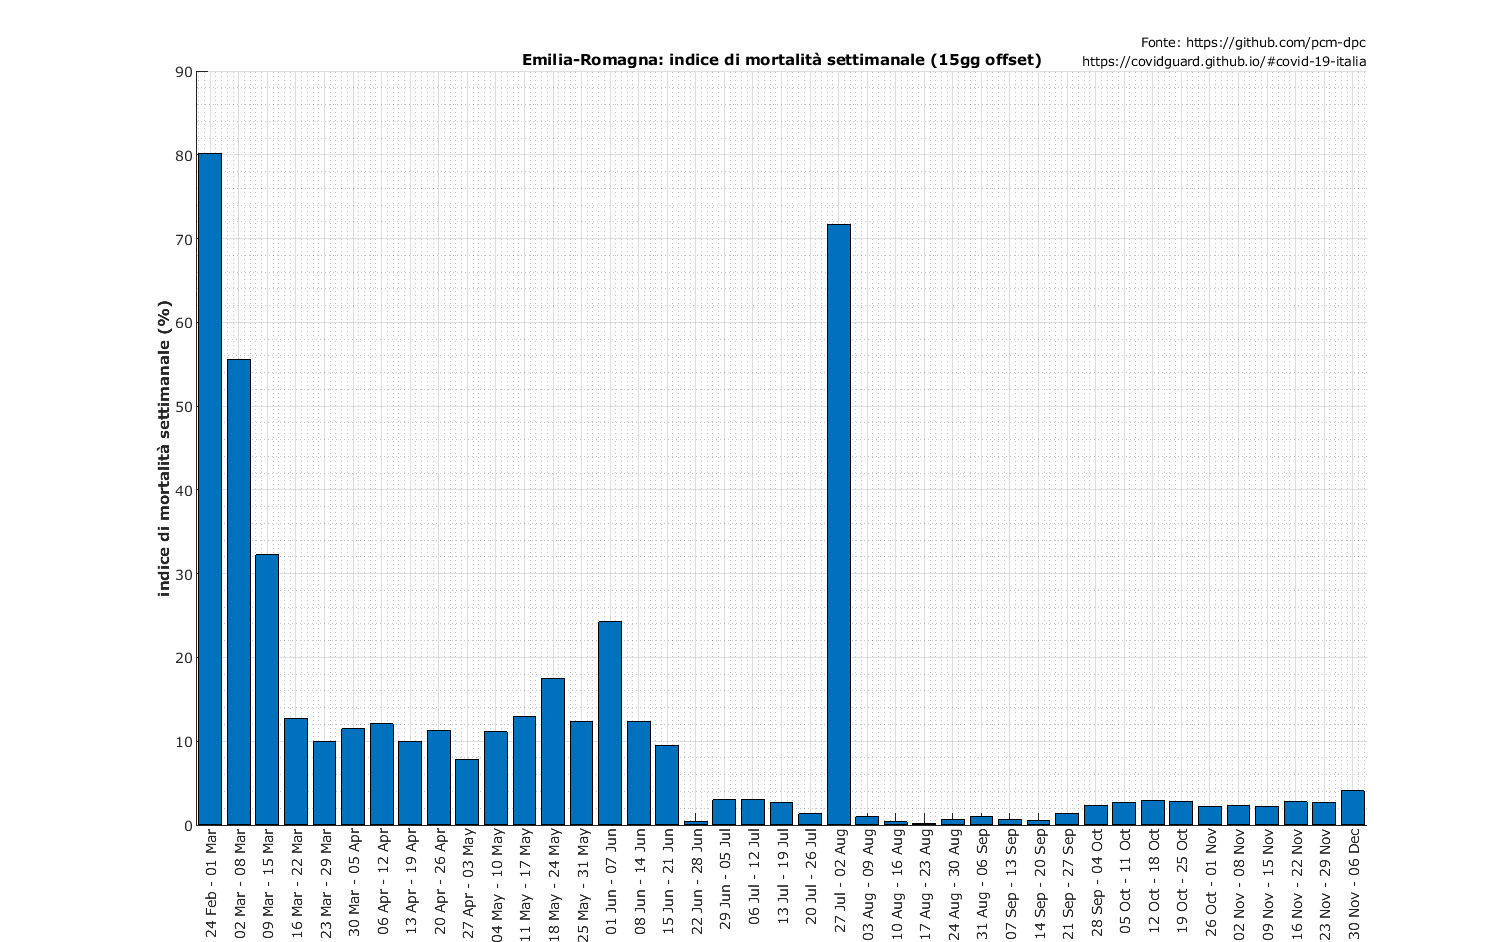 Fonte: https://github.com/pcm-dpc
Emilia-Romagna: indice di mortalità settimanale (15gg offset)
https://covidguard.github.io/#covid-19-italia
indice di mortalità settimanale (%)
90
80
70
60
50
40
30
20
10
0
24 Feb - 01 Mar
02 Mar - 08 Mar
09 Mar - 15 Mar
16 Mar - 22 Mar
23 Mar - 29 Mar
30 Mar - 05 Apr
06 Apr - 12 Apr
13 Apr - 19 Apr
20 Apr - 26 Apr
27 Apr - 03 May
04 May - 10 May
11 May - 17 May
18 May - 24 May
25 May - 31 May
01 Jun - 07 Jun
08 Jun - 14 Jun
15 Jun - 21 Jun
22 Jun - 28 Jun
29 Jun - 05 Jul
06 Jul - 12 Jul
13 Jul - 19 Jul
20 Jul - 26 Jul
27 Jul - 02 Aug
03 Aug - 09 Aug
10 Aug - 16 Aug
17 Aug - 23 Aug
24 Aug - 30 Aug
31 Aug - 06 Sep
07 Sep - 13 Sep
14 Sep - 20 Sep
21 Sep - 27 Sep
28 Sep - 04 Oct
05 Oct - 11 Oct
12 Oct - 18 Oct
19 Oct - 25 Oct
26 Oct - 01 Nov
02 Nov - 08 Nov
09 Nov - 15 Nov
16 Nov - 22 Nov
23 Nov - 29 Nov
30 Nov - 06 Dec